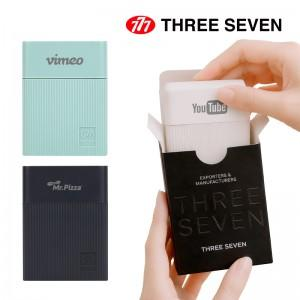 777 THREE SEVEN
vimeo
Mr.Pizza
YouTube
EXPORTERS &
MANUFACTURERS
THREE
SEVEN
THREE SEVEN